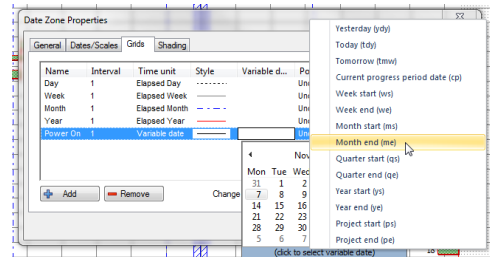 Date Zone Properties
General Dates/Scales Grids Shading
Name Interval Time unit Style Variable d... Po
Day 1 Elapsed Day Un
Week 1 Elapsed Week Un
Month 1 Elapsed Month Un
Year 1 Elapsed Year Un
Power On 1 Variable date Un
Add Remove Change
Nov
Mon Tue Wed
31 1 2
7 8 9
14 15 16
21 22 23
28 29 30
5 6 7
(click to select variable date)
18
Yesterday (ydy)
Today (tdy)
Tomorrow (tmw)
Current progress period date (cp)
Week start (ws)
Week end (we)
Month start (ms)
Month end (me)
Quarter start (qs)
Quarter end (qe)
Year start (ys)
Year end (ye)
Project start (ps)
Project end (pe)